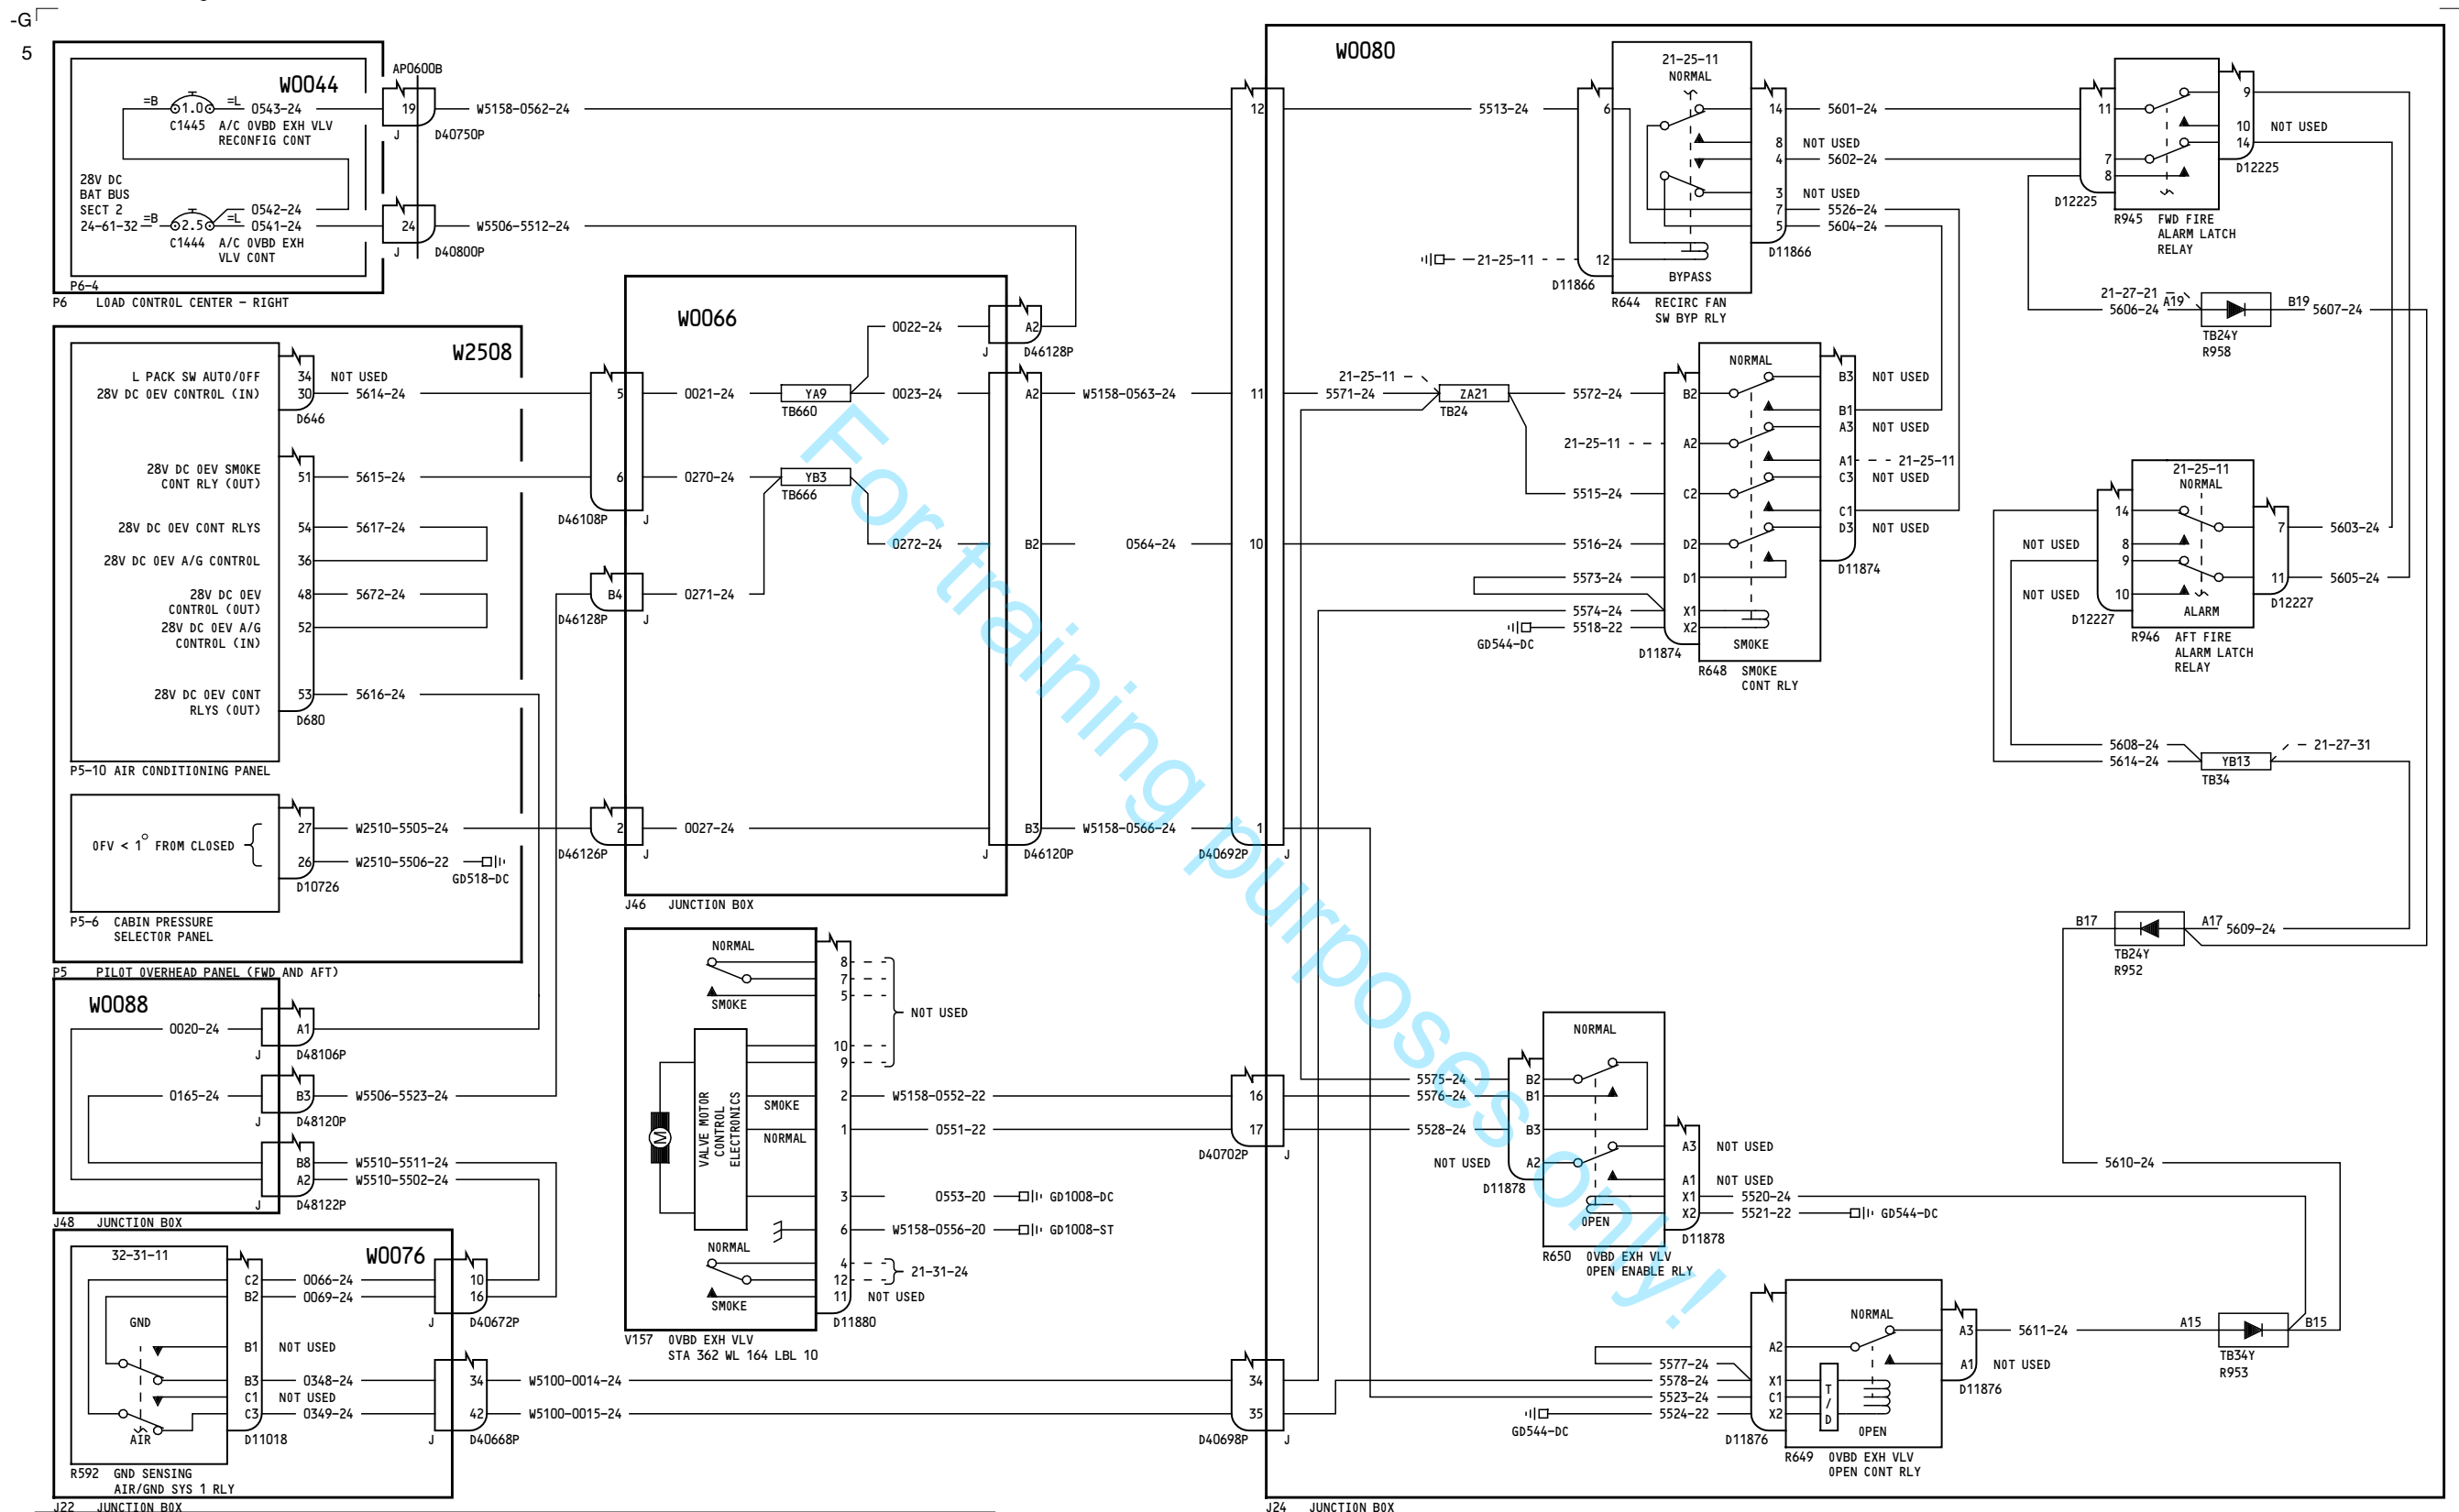 -G
5
W0044
AP0600B
=B
1.0
=L
0543-24
19
W5158-0562-24
C1445
A/C OVBD EXH VLV
RECONFIG CONT
J
D40750P
28V DC
BAT BUS
SECT 2
24-61-32
0542-24
=B
2.5
=L
0541-24
24
W5506-5512-24
C1444
A/C OVBD EXH
VLV CONT
J
D40800P
P6-4
P6 LOAD CONTROL CENTER - RIGHT
W2508
L PACK SW AUTO/OFF
34
NOT USED
28V DC OEV CONTROL (IN)
30
5614-24
D646
28V DC OEV SMOKE
CONT RLY (OUT)
51
5615-24
28V DC OEV CONT RLYS
54
5617-24
28V DC OEV A/G CONTROL
36
28V DC OEV
CONTROL (OUT)
48
5672-24
28V DC OEV A/G
CONTROL (IN)
52
28V DC OEV CONT
RLYS (OUT)
53
5616-24
D680
P5-10 AIR CONDITIONING PANEL
OFV < 1° FROM CLOSED
27
W2510-5505-24
26
W2510-5506-22
GD518-DC
D10726
P5-6 CABIN PRESSURE
SELECTOR PANEL
P5 PILOT OVERHEAD PANEL (FWD AND AFT)
W0088
0020-24
A1
J
D48106P
0165-24
B3
W5506-5523-24
J
D48120P
B8
W5510-5511-24
A2
W5510-5502-24
J
D48122P
J48 JUNCTION BOX
32-31-11
W0076
C2
0066-24
10
B2
0069-24
16
GND
J
D40672P
B1
NOT USED
B3
0348-24
34
W5100-0014-24
C1
NOT USED
C3
0349-24
42
W5100-0015-24
AIR
D11018
J
D40668P
R592 GND SENSING
AIR/GND SYS 1 RLY
J22 JUNCTION BOX
W0066
0022-24
A2
J
D46128P
5
0021-24
YA9
TB660
0023-24
A2
W5158-0563-24
6
0270-24
YB3
TB666
D46108P
J
0272-24
B2
0564-24
B4
0271-24
D46128P
J
2
0027-24
B3
W5158-0566-24
D46126P
J
J
D46120P
J46 JUNCTION BOX
NORMAL
8
7
5
SMOKE
NOT USED
10
9
VALVE MOTOR
CONTROL
ELECTRONICS
M
SMOKE
2
W5158-0552-22
NORMAL
1
0551-22
3
0553-20
GD1008-DC
6
W5158-0556-20
GD1008-ST
NORMAL
4
12
21-31-24
11
NOT USED
SMOKE
D11880
V157 OVBD EXH VLV
STA 362 WL 164 LBL 10
W0080
12
11
10
1
D40692P
J
16
17
D40702P
J
34
35
D40698P
J
5513-24
6
21-25-11
NORMAL
14
5601-24
8
NOT USED
4
5602-24
3
NOT USED
7
5526-24
5
5604-24
21-25-11
12
BYPASS
D11866
D11866
R644 RECIRC FAN
SW BYP RLY
11
9
10
NOT USED
14
7
8
D12225
D12225
R945 FWD FIRE
ALARM LATCH
RELAY
21-27-21
A19
5606-24
B19
5607-24
TB24Y
R958
21-25-11
5571-24
ZA21
TB24
5572-24
B2
NORMAL
B3
NOT USED
B1
A3
NOT USED
21-25-11
A2
A1
21-25-11
C3
NOT USED
5515-24
C2
C1
D3
NOT USED
5516-24
D2
D11874
5573-24
D1
5574-24
X1
5518-22
X2
GD544-DC
SMOKE
D11874
R648 SMOKE
CONT RLY
21-25-11
NORMAL
14
7
5603-24
NOT USED
8
9
11
5605-24
NOT USED
10
ALARM
D12227
D12227
R946 AFT FIRE
ALARM LATCH
RELAY
5608-24
21-27-31
5614-24
YB13
TB34
B17
A17
5609-24
TB24Y
R952
NORMAL
5575-24
B2
5576-24
B1
5528-24
B3
NOT USED
A2
A3
NOT USED
A1
NOT USED
X1
5520-24
X2
5521-22
GD544-DC
OPEN
D11878
D11878
R650 OVBD EXH VLV
OPEN ENABLE RLY
5610-24
NORMAL
A2
A3
5611-24
A15
B15
TB34Y
R953
5577-24
A1
NOT USED
5578-24
X1
5523-24
C1
5524-22
X2
GD544-DC
T/D
OPEN
D11876
D11876
R649 OVBD EXH VLV
OPEN CONT RLY
J24 JUNCTION BOX
For training purposes only!